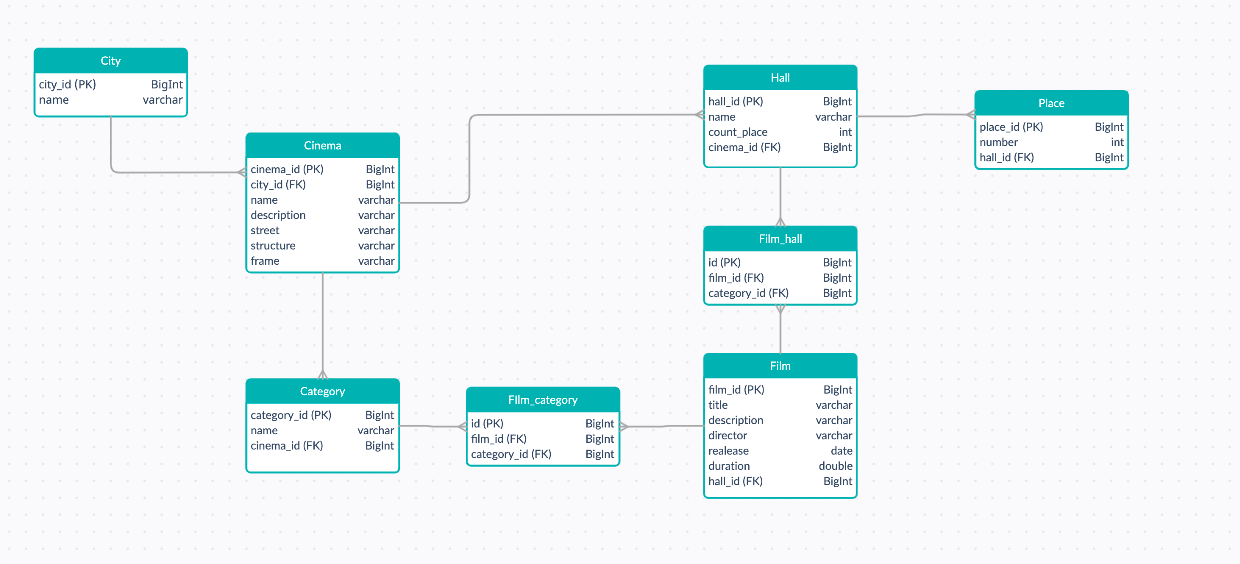 City
city_id (PK) BigInt
name varchar
Cinema
cinema_id (PK) BigInt
city_id (FK) BigInt
name varchar
description varchar
street varchar
structure varchar
frame varchar
Hall
hall_id (PK) BigInt
name varchar
count_place int
cinema_id (FK) BigInt
Place
place_id (PK) BigInt
number int
hall_id (FK) BigInt
Film_hall
id (PK) BigInt
film_id (FK) BigInt
category_id (FK) BigInt
Category
category_id (PK) BigInt
name varchar
cinema_id (FK) BigInt
FIlm_category
id (PK) BigInt
film_id (FK) BigInt
category_id (FK) BigInt
Film
film_id (PK) BigInt
title varchar
description varchar
director varchar
realease date
duration double
hall_id (FK) BigInt